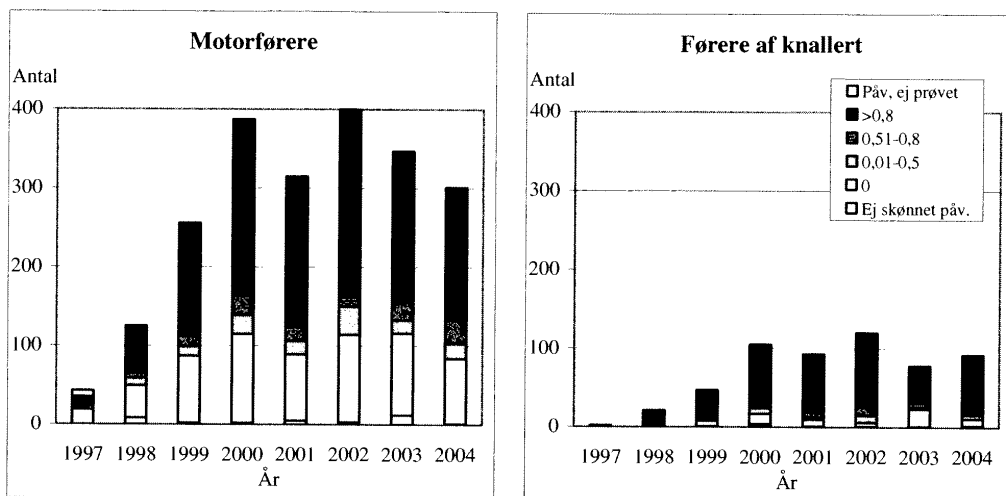 Motorførere
Antal
400
300
200
100
0
1997 1998 1999 2000 2001 2002 2003 2004
År
Førere af knallert
Antal
400
300
200
100
0
Påv, ej prøvet
>0,8
0,51-0,8
0,01-0,5
0
Ej skønnet påv.
1997 1998 1999 2000 2001 2002 2003 2004
År